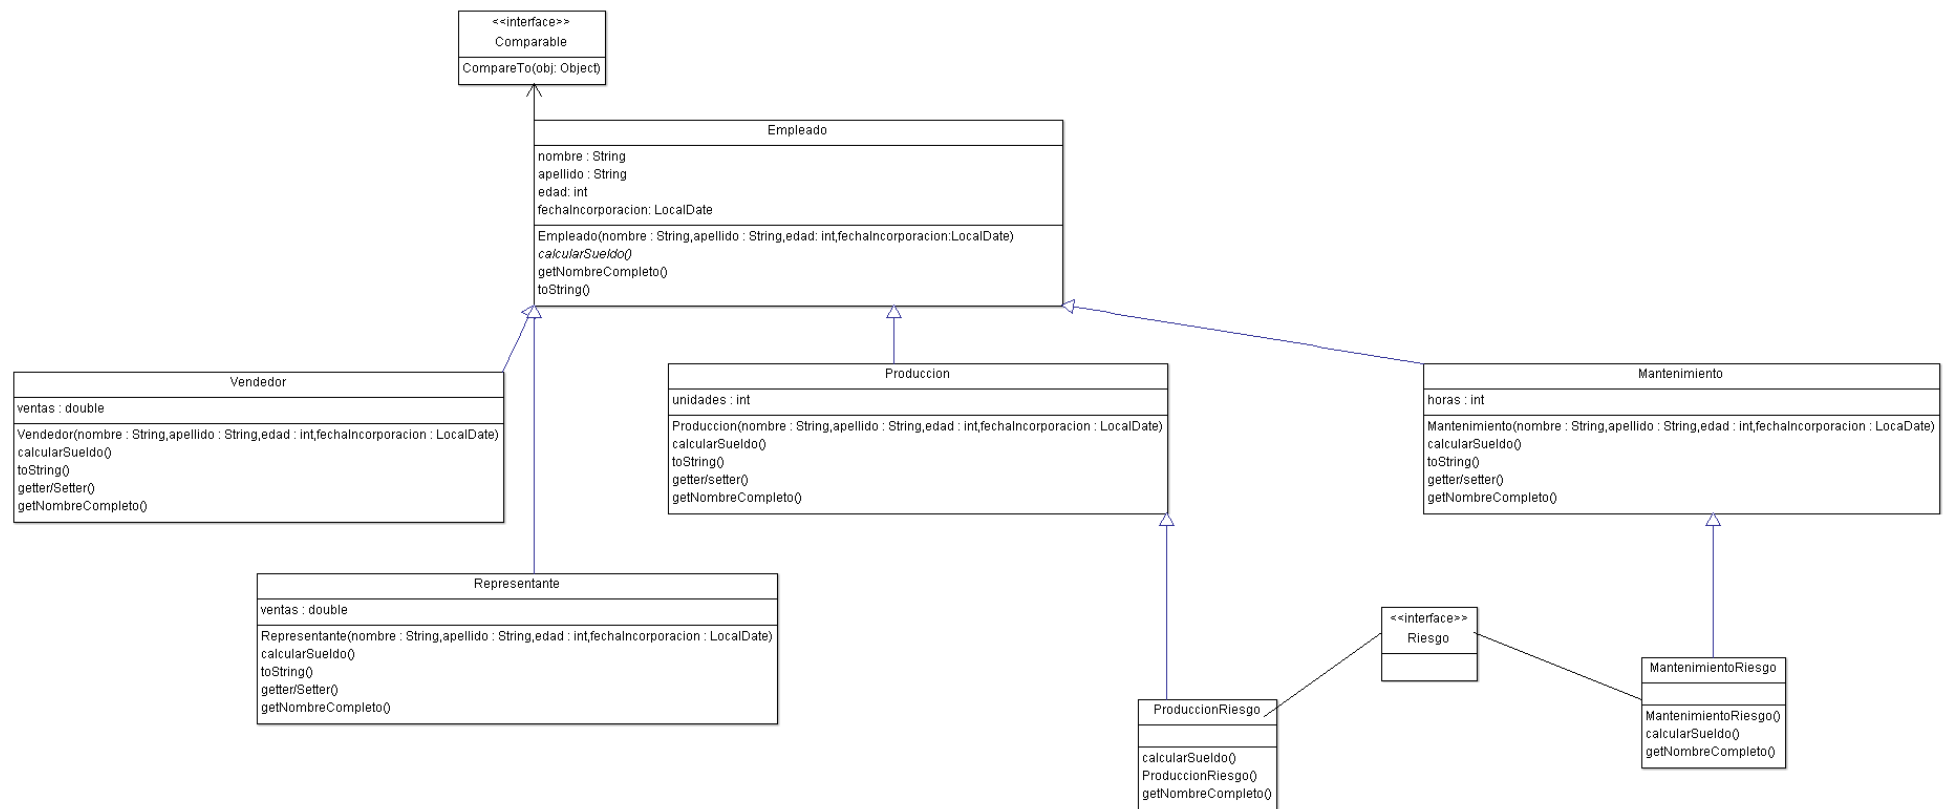 <<interface>>
Comparable
CompareTo(obj: Object)
Empleado
nombre : String
apellido : String
edad: int
fechaIncorporacion: LocalDate
Empleado(nombre : String,apellido : String,edad: int,fechaIncorporacion:LocalDate)
calcularSueldo()
getNombreCompleto()
toString()
Vendedor
ventas : double
Vendedor(nombre : String,apellido : String,edad : int,fechaIncorporacion : LocalDate)
calcularSueldo()
toString()
getter/Setter()
getNombreCompleto()
Produccion
unidades : int
Produccion(nombre : String,apellido : String,edad : int,fechaIncorporacion : LocalDate)
calcularSueldo()
toString()
getter/setter()
getNombreCompleto()
Mantenimiento
horas : int
Mantenimiento(nombre : String,apellido : String,edad : int,fechaIncorporacion : LocaDate)
calcularSueldo()
toString()
getter/setter()
getNombreCompleto()
Representante
ventas : double
Representante(nombre : String,apellido : String,edad : int,fechaIncorporacion : LocalDate)
calcularSueldo()
toString()
getter/Setter()
getNombreCompleto()
<<interface>>
Riesgo
MantenimientoRiesgo
MantenimientoRiesgo()
calcularSueldo()
getNombreCompleto()
ProduccionRiesgo
calcularSueldo()
ProduccionRiesgo()
getNombreCompleto()